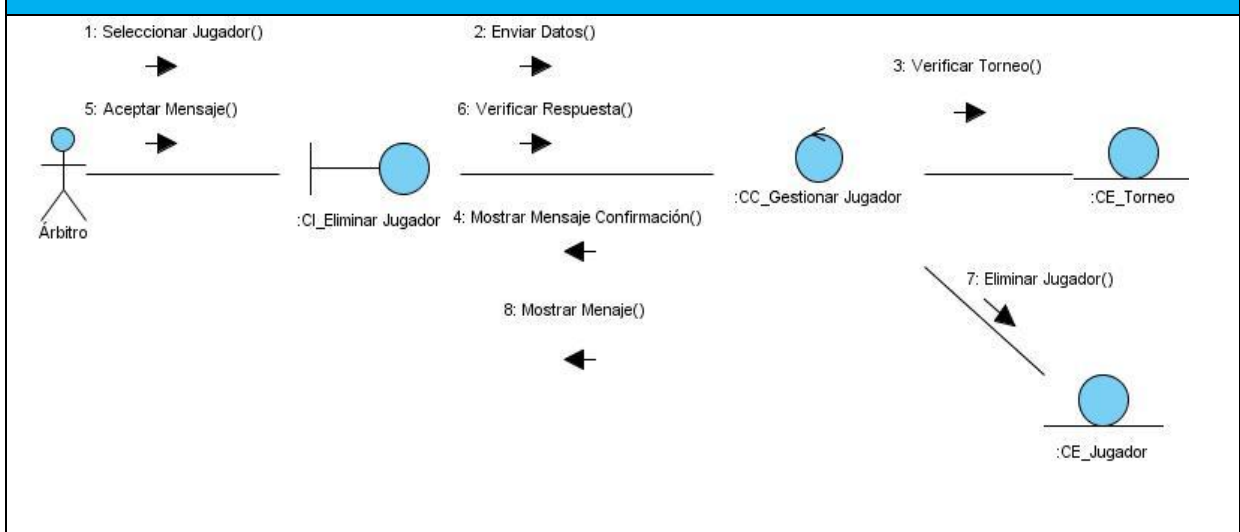 1: Seleccionar Jugador()
2: Enviar Datos()
3: Verificar Torneo()
5: Aceptar Mensaje()
6: Verificar Respuesta()
:CC_Gestionar Jugador
:CE_Torneo
:CI_Eliminar Jugador
4: Mostrar Mensaje Confirmación()
Árbitro
7: Eliminar Jugador()
8: Mostrar Menaje()
:CE_Jugador